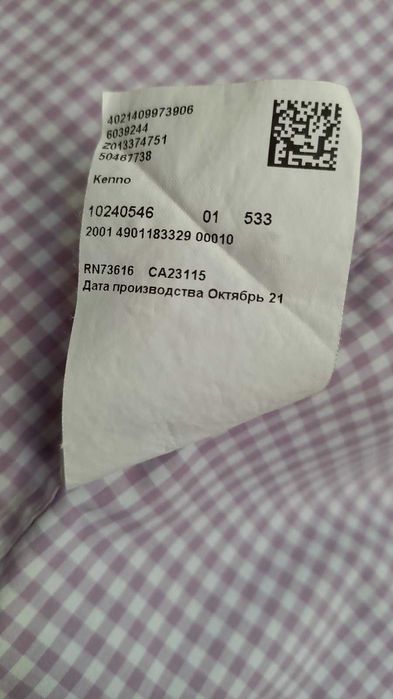 4021409973906
6039244
Z013374751
50467738
Kenno
10240546 01 533
2001 4901183329 00010
RN73616 CA23115
Дата производства Октябрь 21